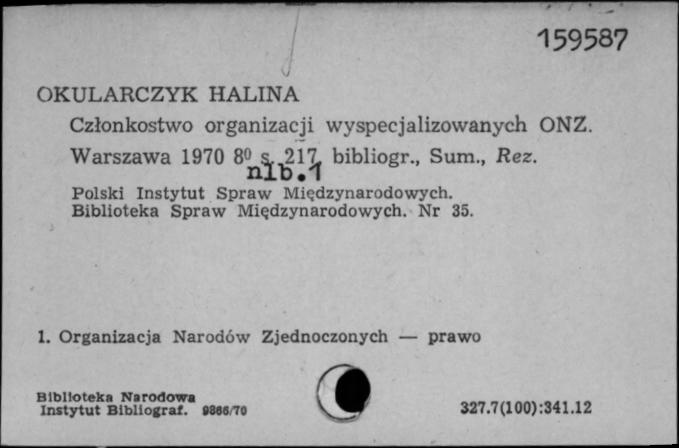 159587
OKULARCZYK HALINA
Członkostwo organizacji wyspecjalizowanych ONZ.
Warszawa 1970 8⁰ s. 217, bibliogr., Sum., Rez.
nlb.1
Polski Instytut Spraw Międzynarodowych.
Biblioteka Spraw Międzynarodowych. Nr 35.
1. Organizacja Narodów Zjednoczonych — prawo
Biblioteka Narodowa
Instytut Bibliograf. 9866/70
327.7(100):341.12